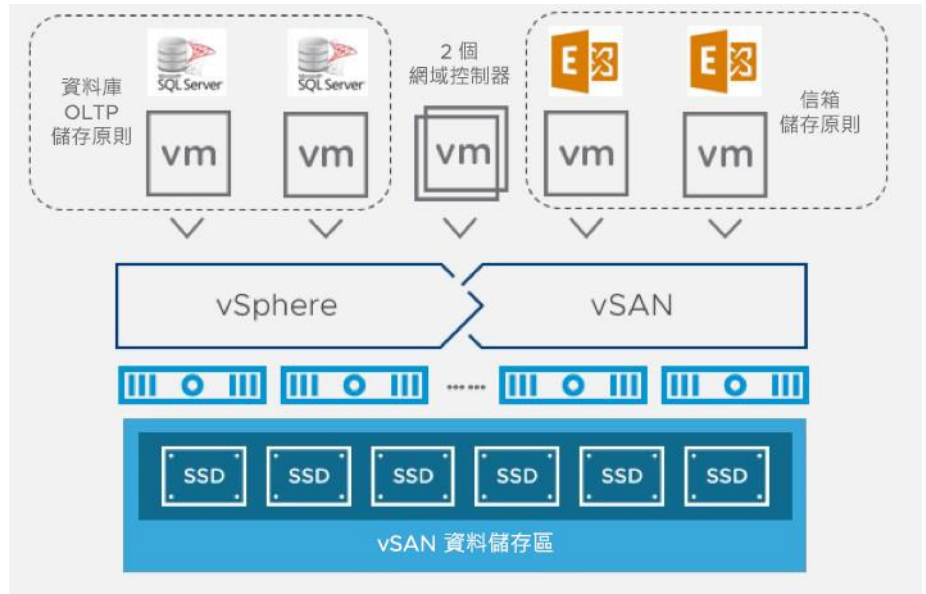 資料庫
OLTP
儲存原則
Microsoft
SQL Server
Microsoft
SQL Server
2 個
網域控制器
E
E
信箱
儲存原則
vm
vm
vm
vm
vm
vSphere
vSAN
......
SSD
SSD
SSD
SSD
SSD
SSD
vSAN 資料儲存區